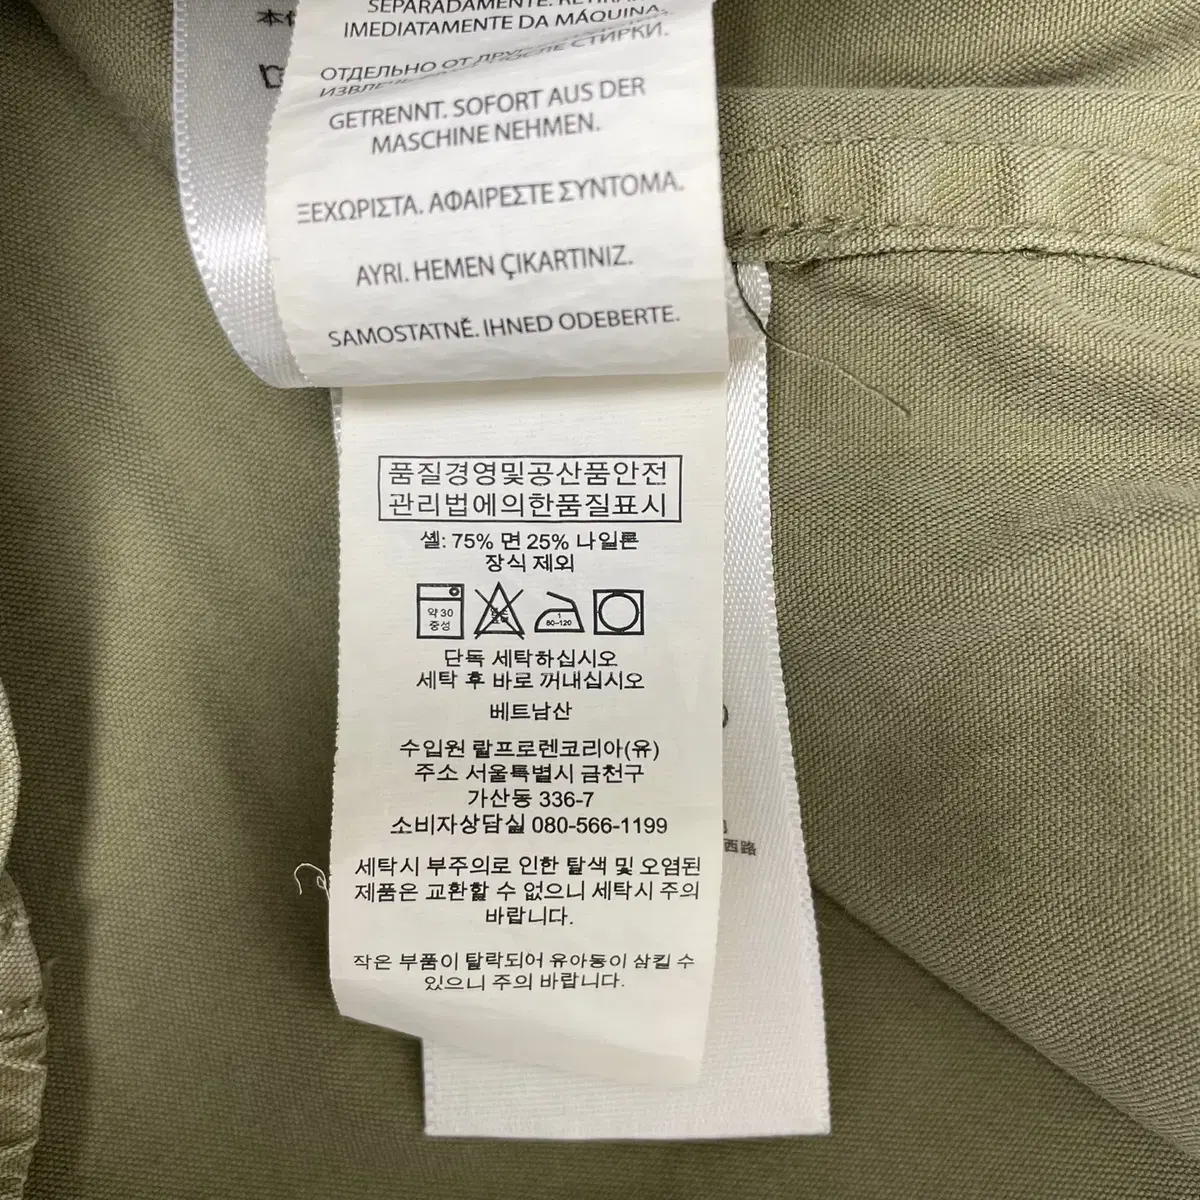 本
SEPARADAMENTE. RETIRAR
IMEDIATAMENTE DA MÁQUINA.
ОТДЕЛЬНО ОТ ДРУГ
ИЗВЛЕЧ ПОСЛЕ СТИРКИ.
GETRENNT. SOFORT AUS DER
MASCHINE NEHMEN.
ΞΕΧΩΡΙΣΤΑ. ΑΦΑΙΡΕΣΤΕ ΣΥΝΤΟΜΑ.
AYRI. HEMEN ÇIKARTINIZ.
SAMOSTATNĚ. IHNED ODEBERTE.
품질경영및공산품안전
관리법에의한품질표시
셸: 75% 면 25% 나일론
장식 제외
약 30
중성
1
80-120
단독 세탁하십시오
세탁 후 바로 꺼내십시오
베트남산
수입원 랄프로렌코리아(유)
주소 서울특별시 금천구
가산동 336-7
소비자상담실 080-566-1199
세탁시 부주의로 인한 탈색 및 오염된
제품은 교환할 수 없으니 세탁시 주의
바랍니다.
작은 부품이 탈락되어 유아동이 삼킬 수
있으니 주의 바랍니다.
西路